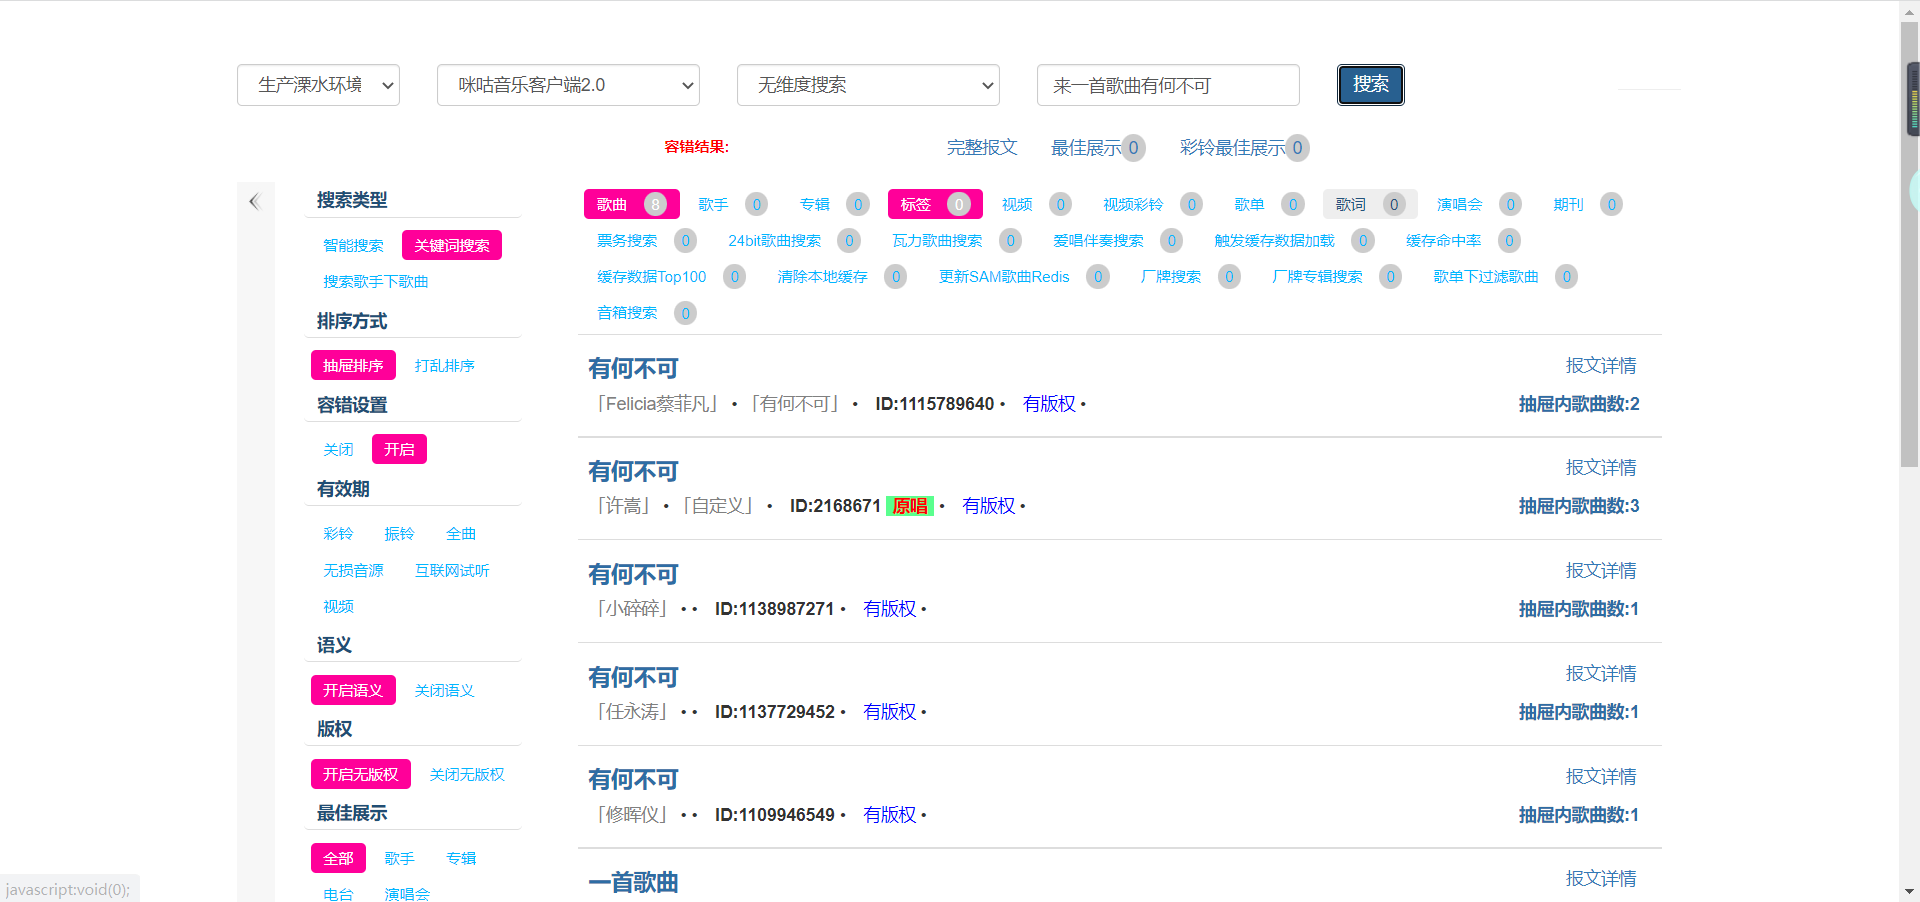 生产溧水环境 咪咕音乐客户端2.0 无维度搜索 来一首歌曲有何不可 搜索
容错结果: 完整报文 最佳展示 0 彩铃最佳展示 0
搜索类型
智能搜索 关键词搜索
搜索歌手下歌曲
排序方式
抽屉排序 打乱排序
容错设置
关闭 开启
有效期
彩铃 振铃 全曲
无损音源 互联网试听
视频
语义
开启语义 关闭语义
版权
开启无版权 关闭无版权
最佳展示
全部 歌手 专辑
电台 演唱会
歌曲 8 歌手 0 专辑 0 标签 0 视频 0 视频彩铃 0 歌单 0 歌词 0 演唱会 0 期刊 0
票务搜索 0 24bit歌曲搜索 0 瓦力歌曲搜索 0 爱唱伴奏搜索 0 触发缓存数据加载 0 缓存命中率 0
缓存数据Top100 0 清除本地缓存 0 更新SAM歌曲Redis 0 厂牌搜索 0 厂牌专辑搜索 0 歌单下过滤歌曲 0
音箱搜索 0
有何不可 报文详情
「Felicia蔡菲凡」 • 「有何不可」 • ID:1115789640 • 有版权 • 抽屉内歌曲数:2
有何不可 报文详情
「许嵩」 • 「自定义」 • ID:2168671 原唱 • 有版权 • 抽屉内歌曲数:3
有何不可 报文详情
「小碎碎」 • • ID:1138987271 • 有版权 • 抽屉内歌曲数:1
有何不可 报文详情
「任永涛」 • • ID:1137729452 • 有版权 • 抽屉内歌曲数:1
有何不可 报文详情
「修晖仪」 • • ID:1109946549 • 有版权 • 抽屉内歌曲数:1
一首歌曲 报文详情
javascript:void(0);